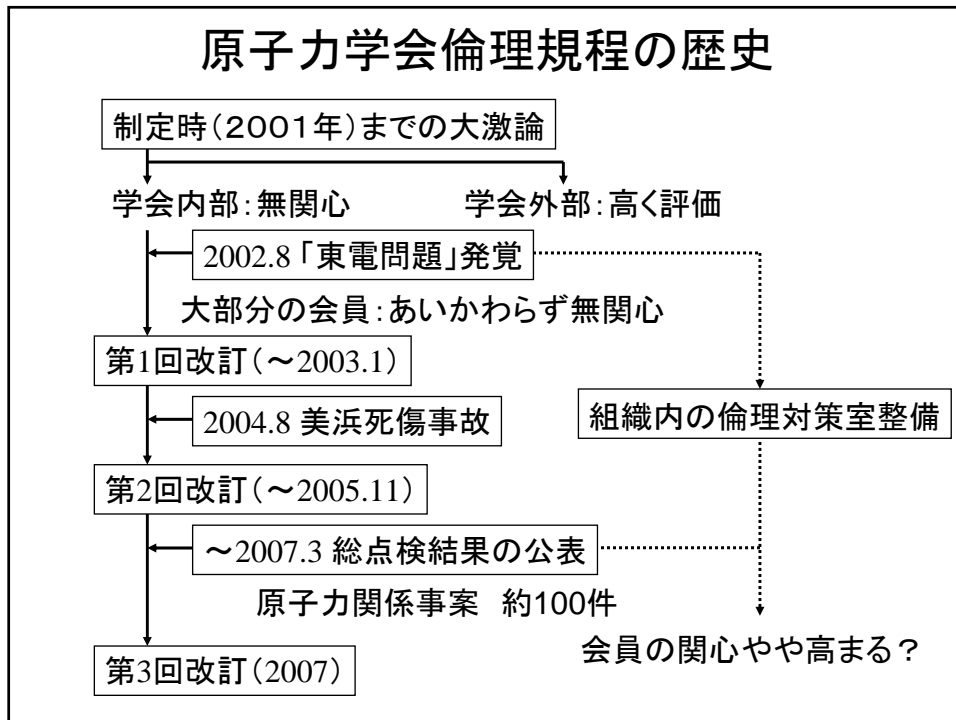 原子力学会倫理規程の歴史
制定時(2001年)までの大激論
学会内部:無関心
学会外部:高く評価
2002.8 「東電問題」発覚
大部分の会員:あいかわらず無関心
第1回改訂(~2003.1)
2004.8 美浜死傷事故
組織内の倫理対策室整備
第2回改訂(~2005.11)
~2007.3 総点検結果の公表
原子力関係事案 約100件
会員の関心やや高まる?
第3回改訂(2007)